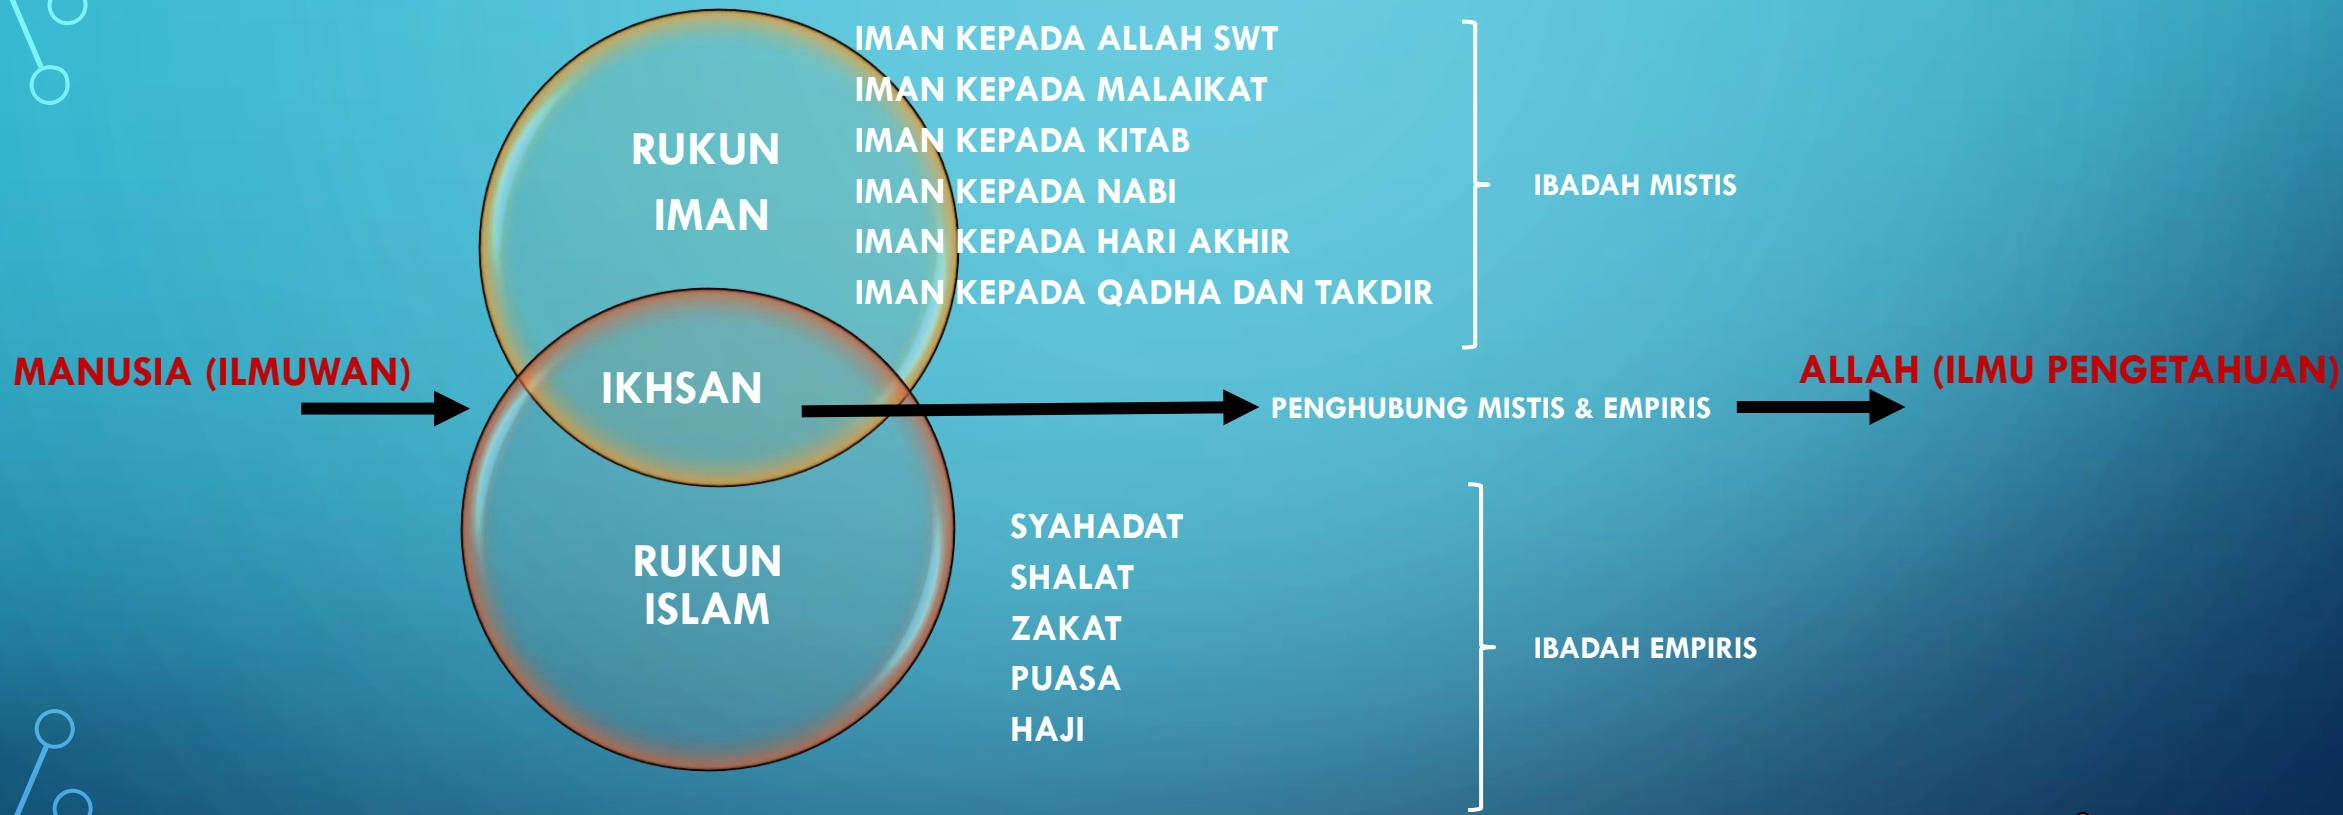 IMAN KEPADA ALLAH SWT
IMAN KEPADA MALAIKAT
IMAN KEPADA KITAB
IMAN KEPADA NABI
IMAN KEPADA HARI AKHIR
IMAN KEPADA QADHA DAN TAKDIR
RUKUN
IMAN
IBADAH MISTIS
MANUSIA (ILMUWAN)
IKHSAN
PENGHUBUNG MISTIS & EMPIRIS
ALLAH (ILMU PENGETAHUAN)
RUKUN
ISLAM
SYAHADAT
SHALAT
ZAKAT
PUASA
HAJI
IBADAH EMPIRIS